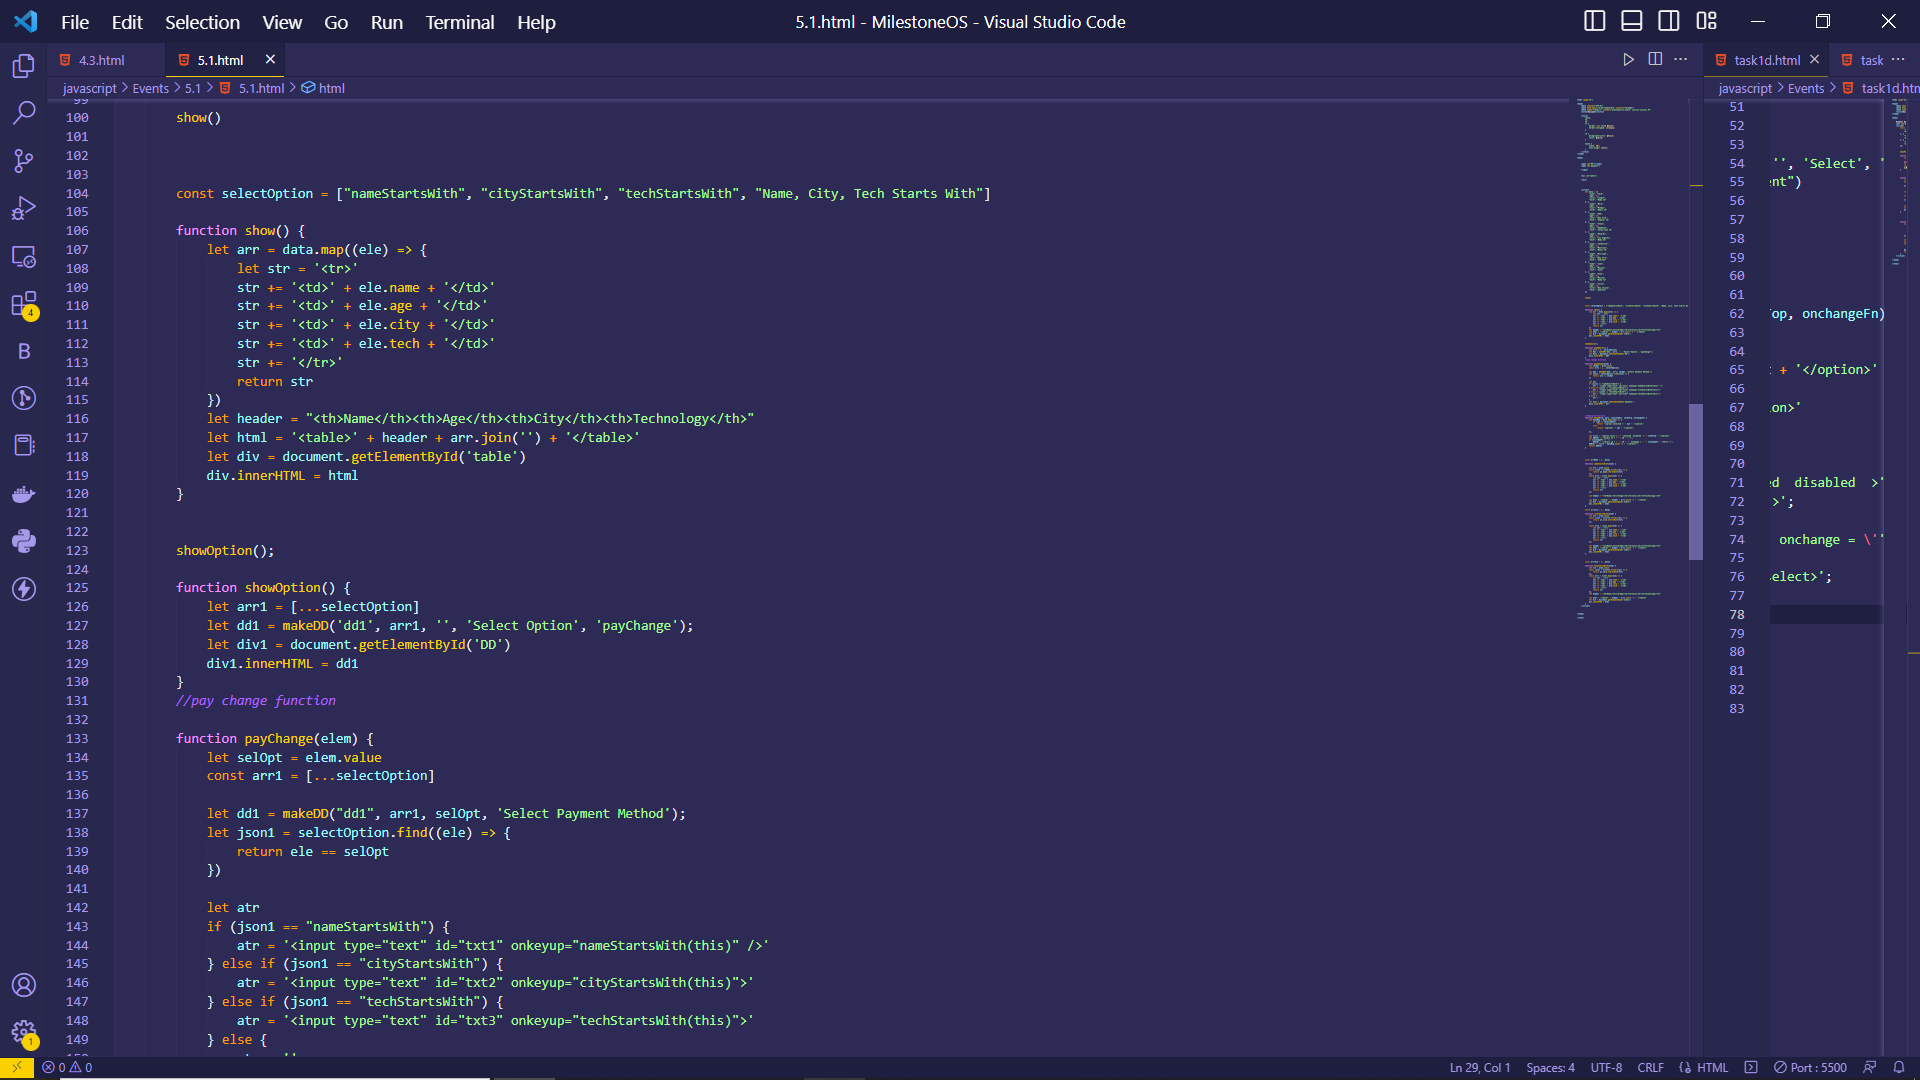 File Edit Selection View Go Run Terminal Help
5.1.html - MilestoneOS - Visual Studio Code
4.3.html
5.1.html
task1d.html
task
javascript > Events > 5.1 > 5.1.html > html
javascript > Events > task1d.htm
99
100 show()
101
102
103
104 const selectOption = ["nameStartsWith", "cityStartsWith", "techStartsWith", "Name, City, Tech Starts With"]
105
106 function show() {
107 let arr = data.map((ele) => {
108 let str = '<tr>'
109 str += '<td>' + ele.name + '</td>'
110 str += '<td>' + ele.age + '</td>'
111 str += '<td>' + ele.city + '</td>'
112 str += '<td>' + ele.tech + '</td>'
113 str += '</tr>'
114 return str
115 })
116 let header = "<th>Name</th><th>Age</th><th>City</th><th>Technology</th>"
117 let html = '<table>' + header + arr.join('') + '</table>'
118 let div = document.getElementById('table')
119 div.innerHTML = html
120 }
121
122
123 showOption();
124
125 function showOption() {
126 let arr1 = [...selectOption]
127 let dd1 = makeDD('dd1', arr1, '', 'Select Option', 'payChange');
128 let div1 = document.getElementById('DD')
129 div1.innerHTML = dd1
130 }
131 //pay change function
132
133 function payChange(elem) {
134 let selOpt = elem.value
135 const arr1 = [...selectOption]
136
137 let dd1 = makeDD("dd1", arr1, selOpt, 'Select Payment Method');
138 let json1 = selectOption.find((ele) => {
139 return ele == selOpt
140 })
141
142 let atr
143 if (json1 == "nameStartsWith") {
144 atr = '<input type="text" id="txt1" onkeyup="nameStartsWith(this)" />'
145 } else if (json1 == "cityStartsWith") {
146 atr = '<input type="text" id="txt2" onkeyup="cityStartsWith(this)">'
147 } else if (json1 == "techStartsWith") {
148 atr = '<input type="text" id="txt3" onkeyup="techStartsWith(this)">'
149 } else {
51
52
53
54 '', 'Select', '
55 ent")
56
57
58
59
60
61
62 op, onchangeFn)
63
64
65 + '</option>'
66
67 on>'
68
69
70
71 ed disabled >'
72 >';
73
74 onchange = \''
75
76 select>';
77
78
79
80
81
82
83
4
B
1
0 0
Ln 29, Col 1
Spaces: 4
UTF-8
CRLF
HTML
Port : 5500